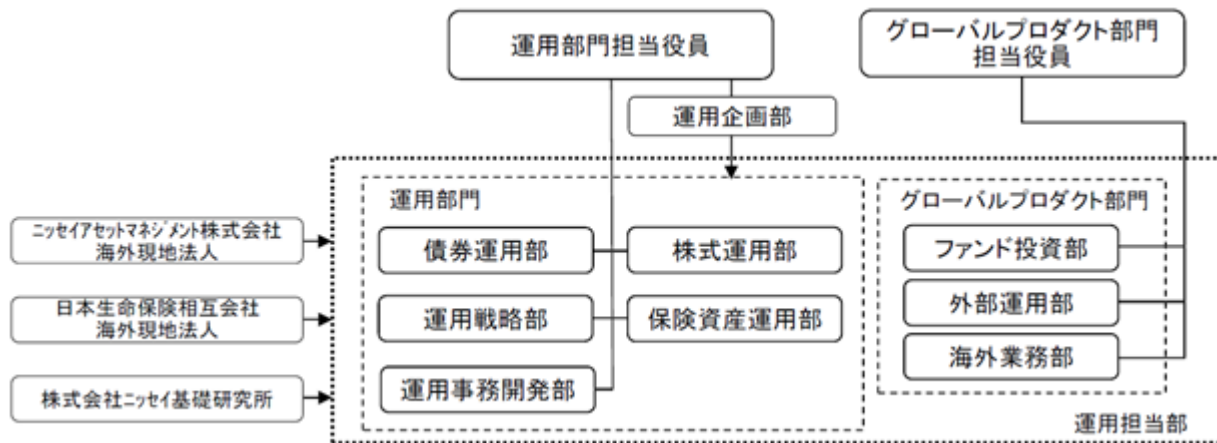 運用部門担当役員
グローバルプロダクト部門
担当役員
運用企画部
運用部門
グローバルプロダクト部門
ニッセイアセットマネジメント株式会社
海外現地法人
債券運用部
株式運用部
ファンド投資部
日本生命保険相互会社
海外現地法人
運用戦略部
保険資産運用部
外部運用部
海外業務部
株式会社ニッセイ基礎研究所
運用事務開発部
運用担当部